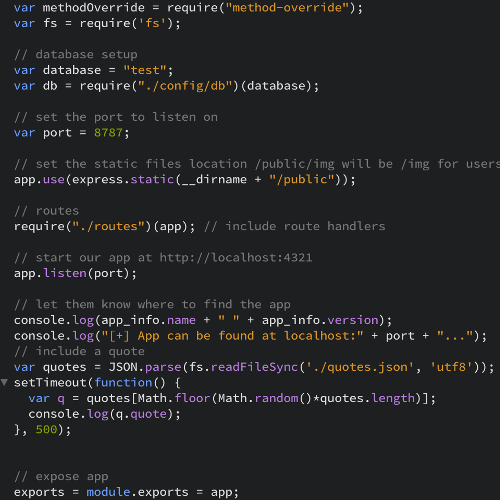 var methodOverride = require("method-override");
var fs = require('fs');
// database setup
var database = "test";
var db = require("./config/db")(database);
// set the port to listen on
var port = 8787;
// set the static files location /public/img will be /img for users
app.use(express.static(__dirname + "/public"));
// routes
require("./routes")(app); // include route handlers
// start our app at http://localhost:4321
app.listen(port);
// let them know where to find the app
console.log(app_info.name + " " + app_info.version);
console.log("[+] App can be found at localhost:" + port + "...");
// include a quote
var quotes = JSON.parse(fs.readFileSync('./quotes.json', 'utf8'));
setTimeout(function() {
  var q = quotes[Math.floor(Math.random()*quotes.length)];
  console.log(q.quote);
}, 500);
// expose app
exports = module.exports = app;